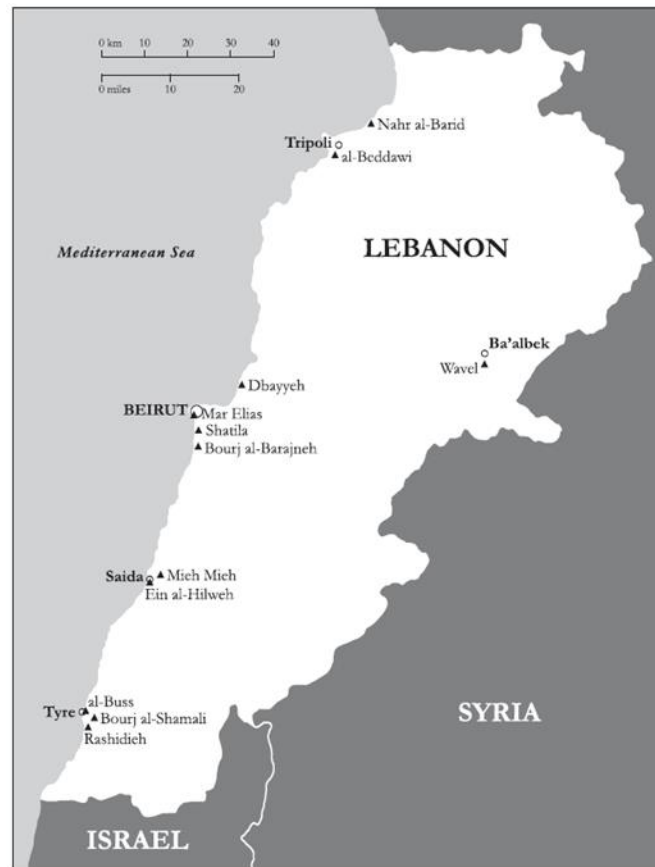 0 km 10 20 30 40
0 miles 10 20
Nahr al-Barid
Tripoli
al-Beddawi
Mediterranean Sea
LEBANON
Ba'albek
Wavel
Dbayyeh
BEIRUT
Mar Elias
Shatila
Bourj al-Barajneh
Saida
Mieh Mieh
Ein al-Hilweh
al-Buss
Tyre
Bourj al-Shamali
Rashidieh
SYRIA
ISRAEL